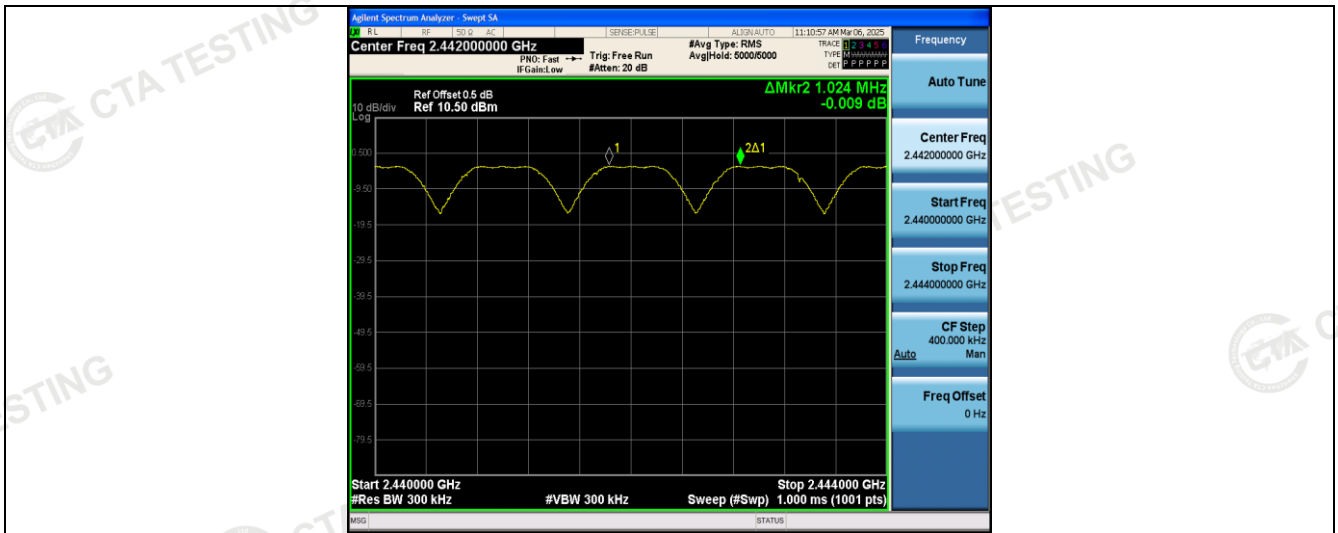 CTA TESTING
Agilent Spectrum Analyzer - Swept SA
RL RF 50 Ω AC SENSE:PULSE ALIGN AUTO 11:10:57 AM Mar 06, 2025
Center Freq 2.442000000 GHz
#Avg Type: RMS
TRACE 1 2 3 4 5 6
PNO: Fast
Trig: Free Run
Avg|Hold: 5000/5000
TYPE M
IFGain:Low
#Atten: 20 dB
DET P P P P P P
ΔMkr2 1.024 MHz
-0.009 dB
Ref Offset 0.5 dB
10 dB/div Ref 10.50 dBm
Log
0.500
-9.50
-19.5
-29.5
-39.5
-49.5
-59.5
-69.5
-79.5
1
2Δ1
Start 2.440000 GHz Stop 2.444000 GHz
#Res BW 300 kHz #VBW 300 kHz Sweep (#Swp) 1.000 ms (1001 pts)
MSG STATUS
Frequency
Auto Tune
Center Freq
2.442000000 GHz
Start Freq
2.440000000 GHz
Stop Freq
2.444000000 GHz
CF Step
400.000 kHz
Auto Man
Freq Offset
0 Hz
TESTING
CTA
ESTING
CT